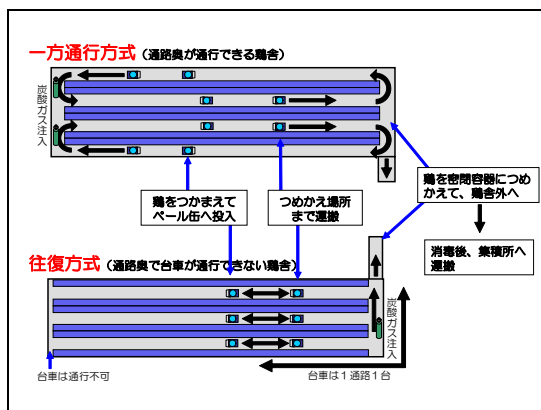 一方通行方式（通路奥が通行できる鶏舎）
炭酸ガス注入
鶏をつかまえて
ペール缶へ投入
つめかえ場所
まで運搬
鶏を密閉容器につめ
かえて、鶏舎外へ
消毒後、集積所へ
運搬
往復方式（通路奥で台車が通行できない鶏舎）
炭酸ガス注入
台車は通行不可
台車は１通路１台